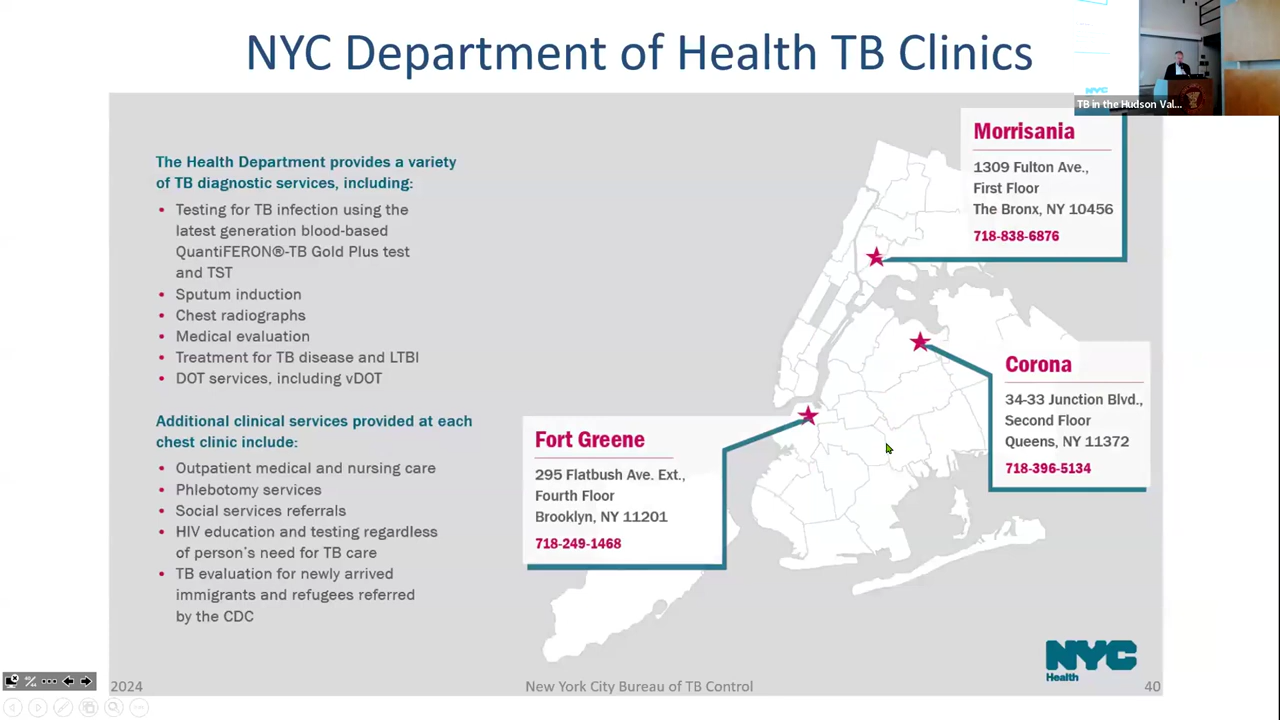 NYC Department of Health TB Clinics
TB in the Hudson Val...
The Health Department provides a variety
of TB diagnostic services, including:
• Testing for TB infection using the
latest generation blood-based
QuantiFERON®-TB Gold Plus test
and TST
• Sputum induction
• Chest radiographs
• Medical evaluation
• Treatment for TB disease and LTBI
• DOT services, including vDOT
Additional clinical services provided at each
chest clinic include:
• Outpatient medical and nursing care
• Phlebotomy services
• Social services referrals
• HIV education and testing regardless
of person's need for TB care
• TB evaluation for newly arrived
immigrants and refugees referred
by the CDC
Morrisania
1309 Fulton Ave.,
First Floor
The Bronx, NY 10456
718-838-6876
Corona
34-33 Junction Blvd.,
Second Floor
Queens, NY 11372
718-396-5134
Fort Greene
295 Flatbush Ave. Ext.,
Fourth Floor
Brooklyn, NY 11201
718-249-1468
NYC
Health
2024
New York City Bureau of TB Control
40